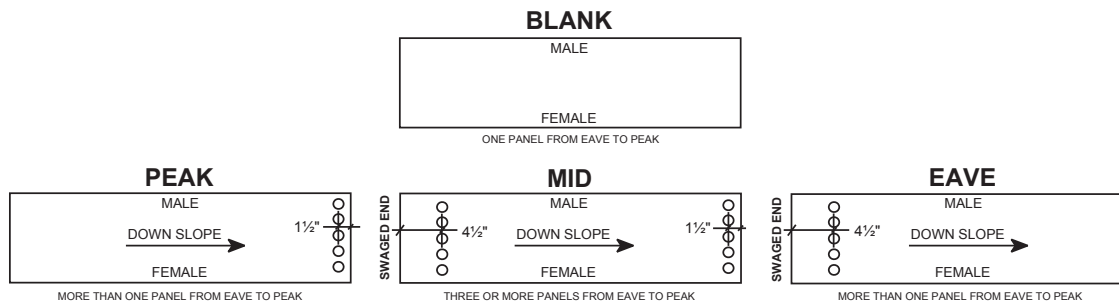 BLANK
MALE
FEMALE
ONE PANEL FROM EAVE TO PEAK
PEAK
MALE
1½"
DOWN SLOPE
FEMALE
MORE THAN ONE PANEL FROM EAVE TO PEAK
MID
SWAGED END
MALE
4½"
1½"
DOWN SLOPE
FEMALE
THREE OR MORE PANELS FROM EAVE TO PEAK
EAVE
SWAGED END
MALE
4½"
DOWN SLOPE
FEMALE
MORE THAN ONE PANEL FROM EAVE TO PEAK